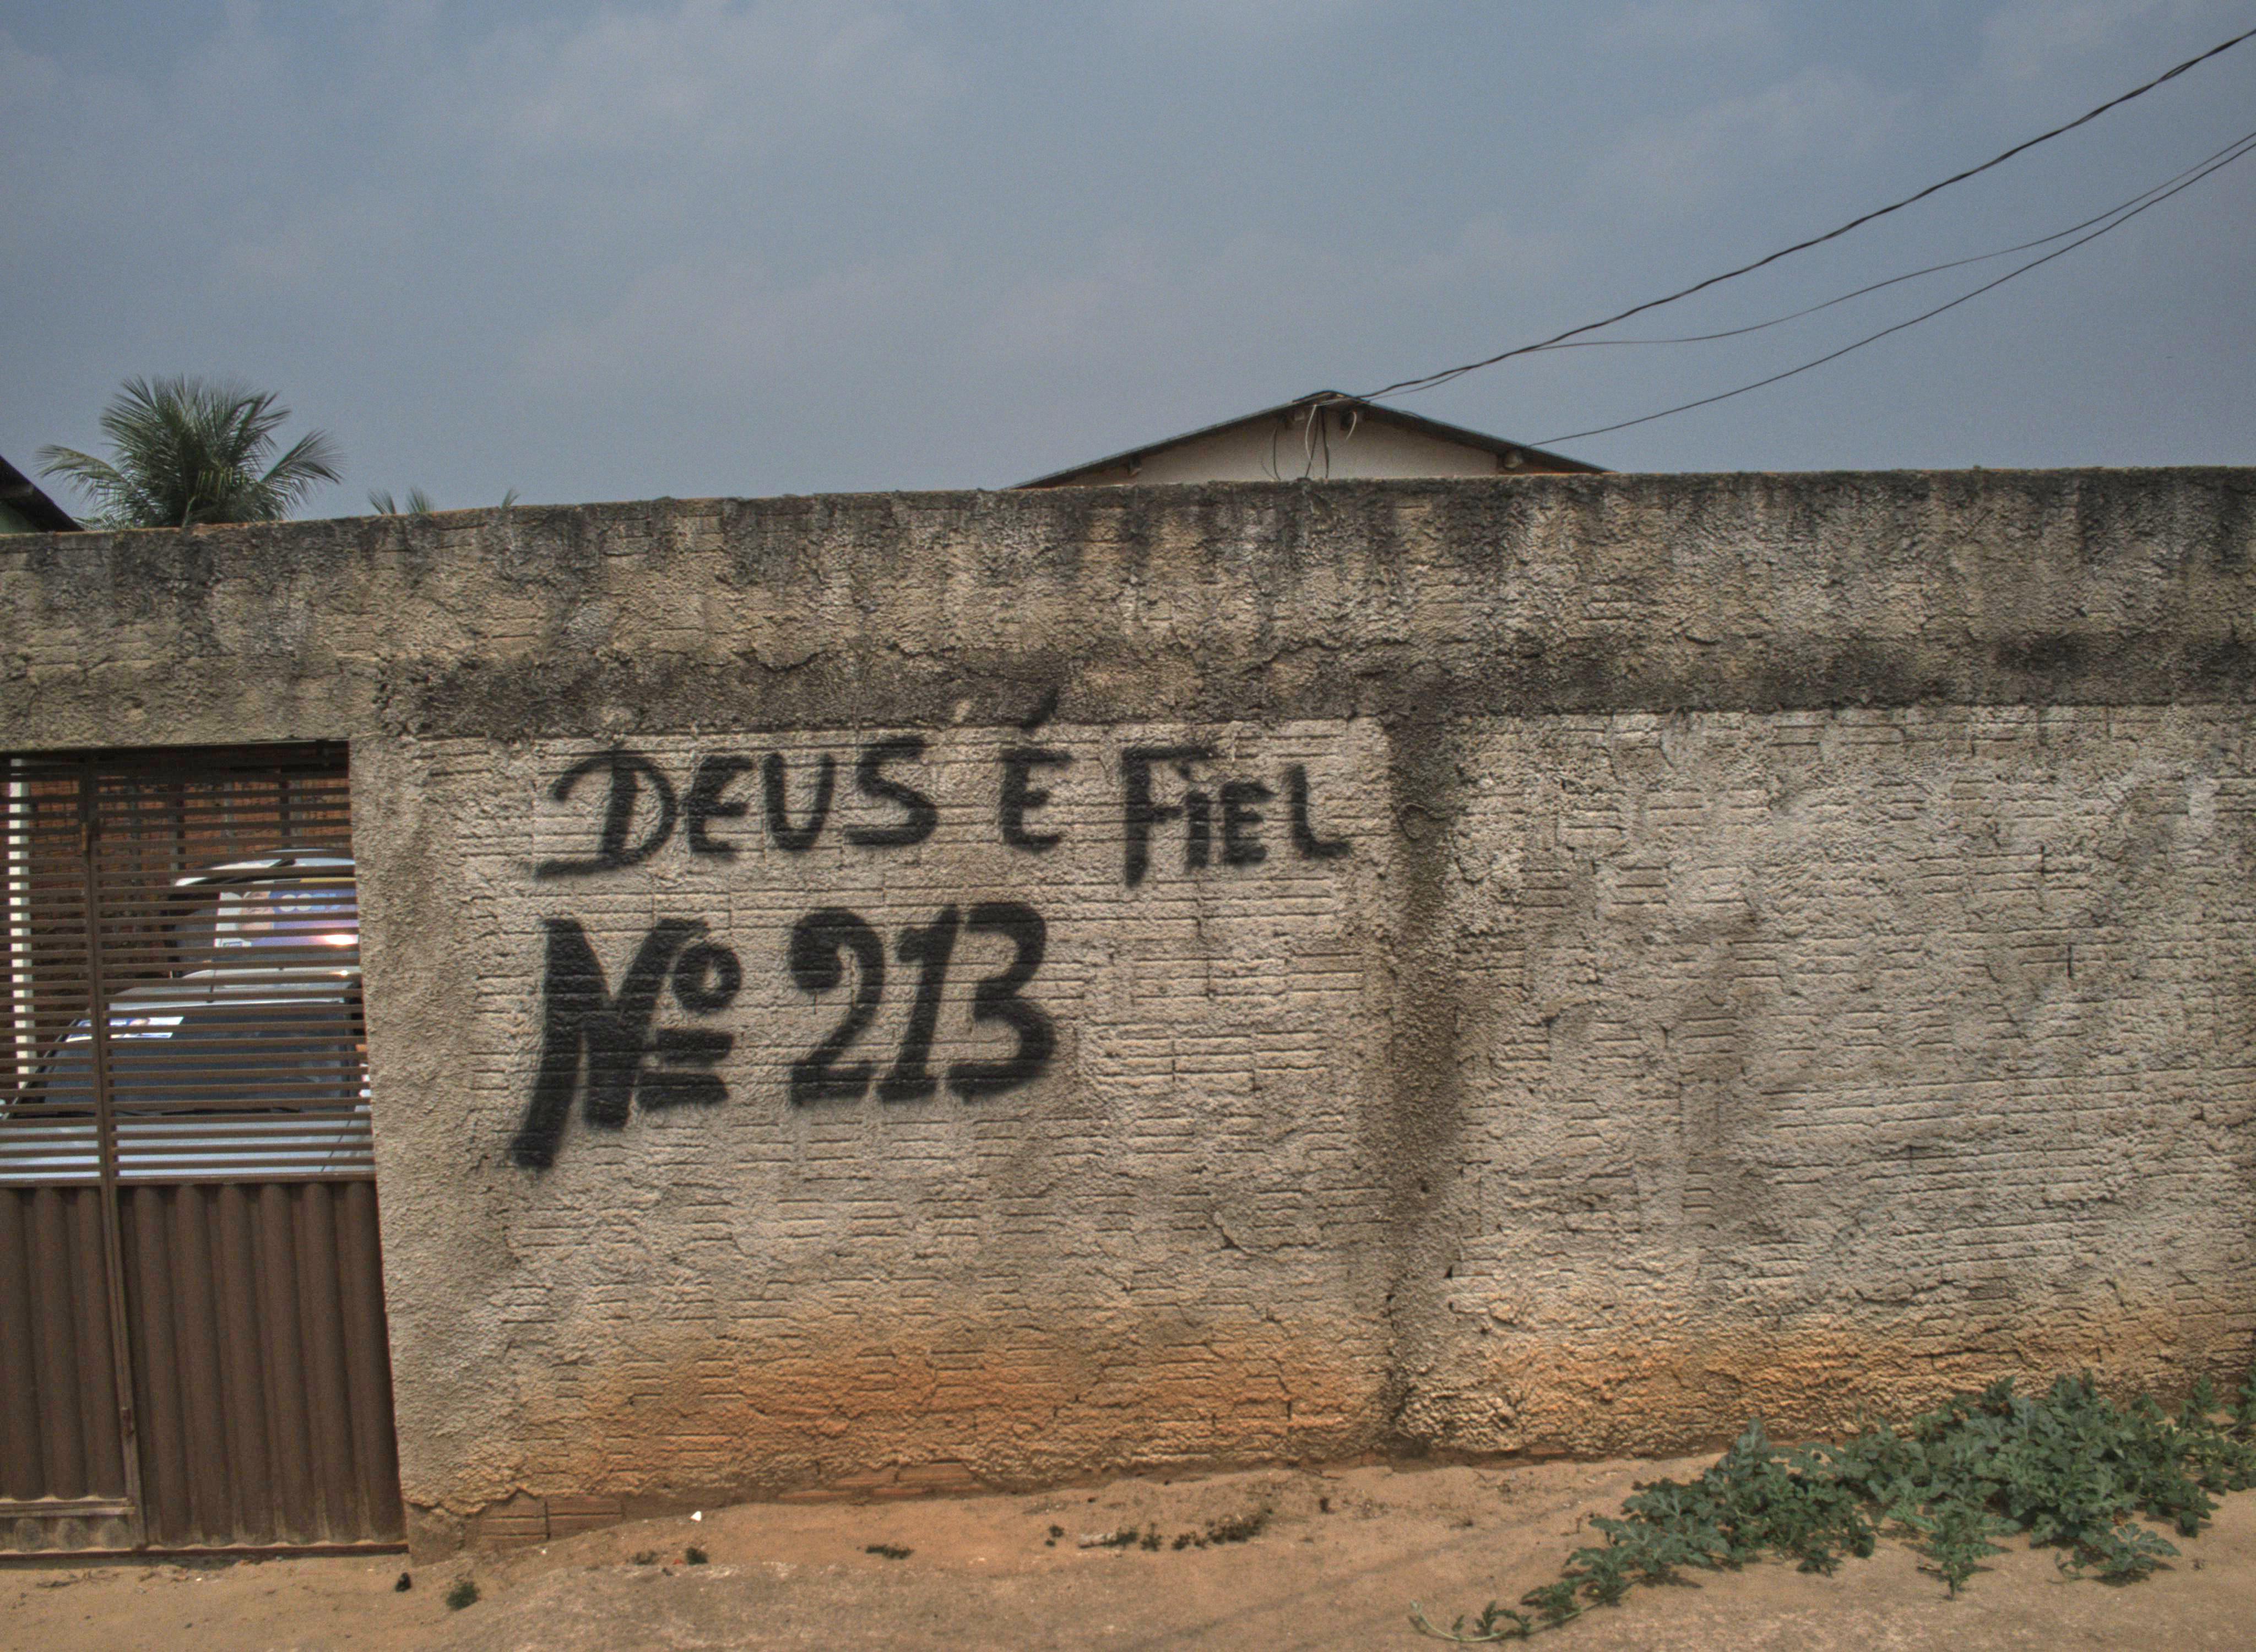 DEUS É FIEL
Nº 213